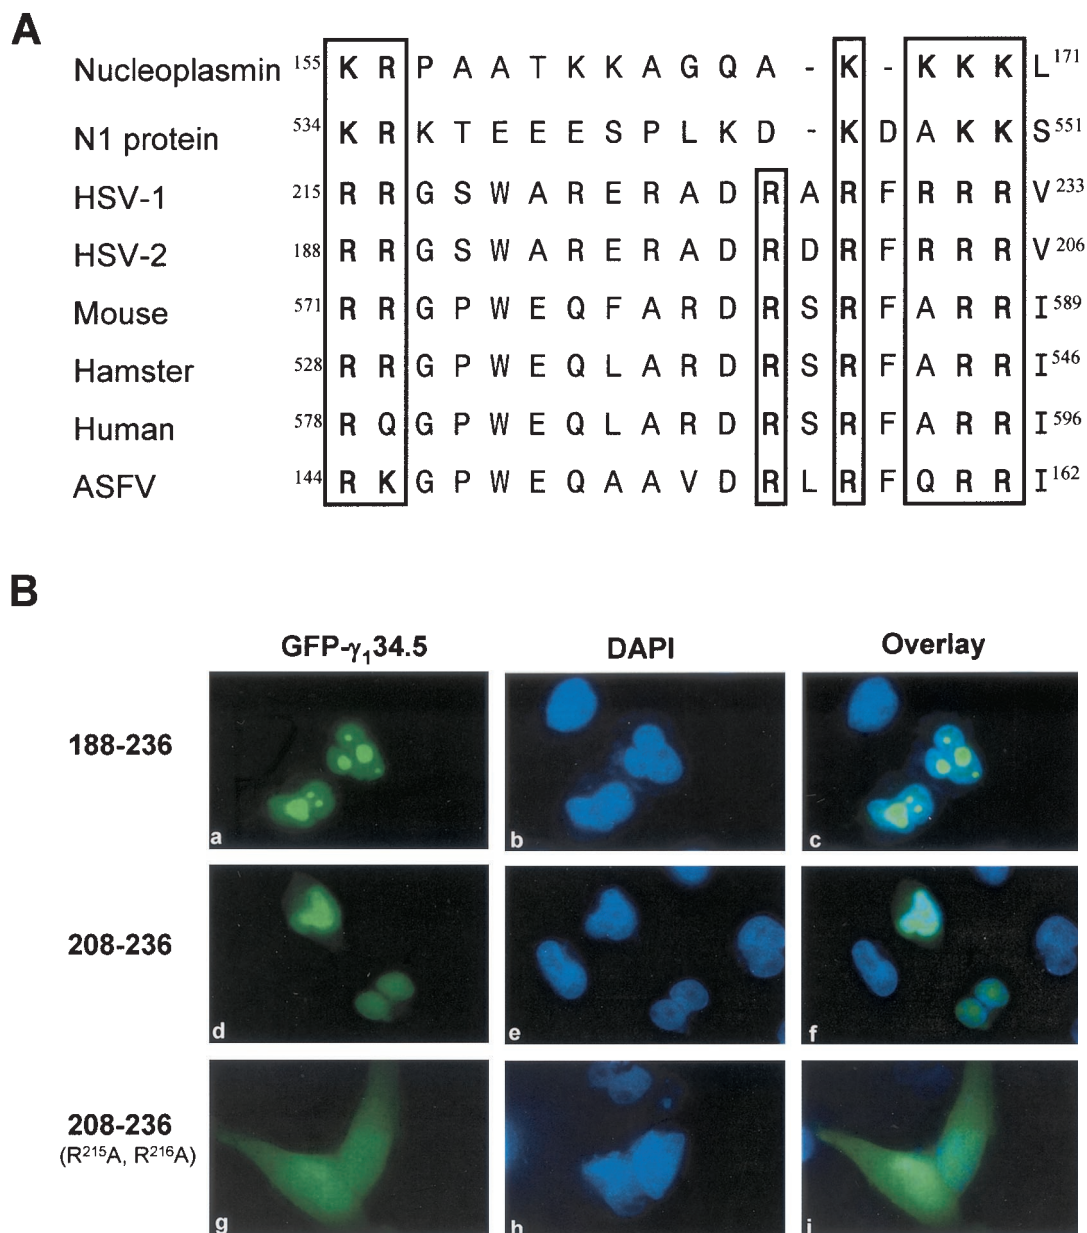 A
Nucleoplasmin 155 K R P A A T K K A G Q A - K - K K K L 171
N1 protein 534 K R K T E E E S P L K D - K D A K K S 551
HSV-1 215 R R G S W A R E R A D R A R F R R R V 233
HSV-2 188 R R G S W A R E R A D R D R F R R R V 206
Mouse 571 R R G P W E Q F A R D R S R F A R R I 589
Hamster 528 R R G P W E Q L A R D R S R F A R R I 546
Human 578 R Q G P W E Q L A R D R S R F A R R I 596
ASFV 144 R K G P W E Q A A V D R L R F Q R R I 162
B
GFP-γ₁34.5 DAPI Overlay
188-236
a b c
208-236
d e f
208-236
(R²¹⁵A, R²¹⁶A)
g h i